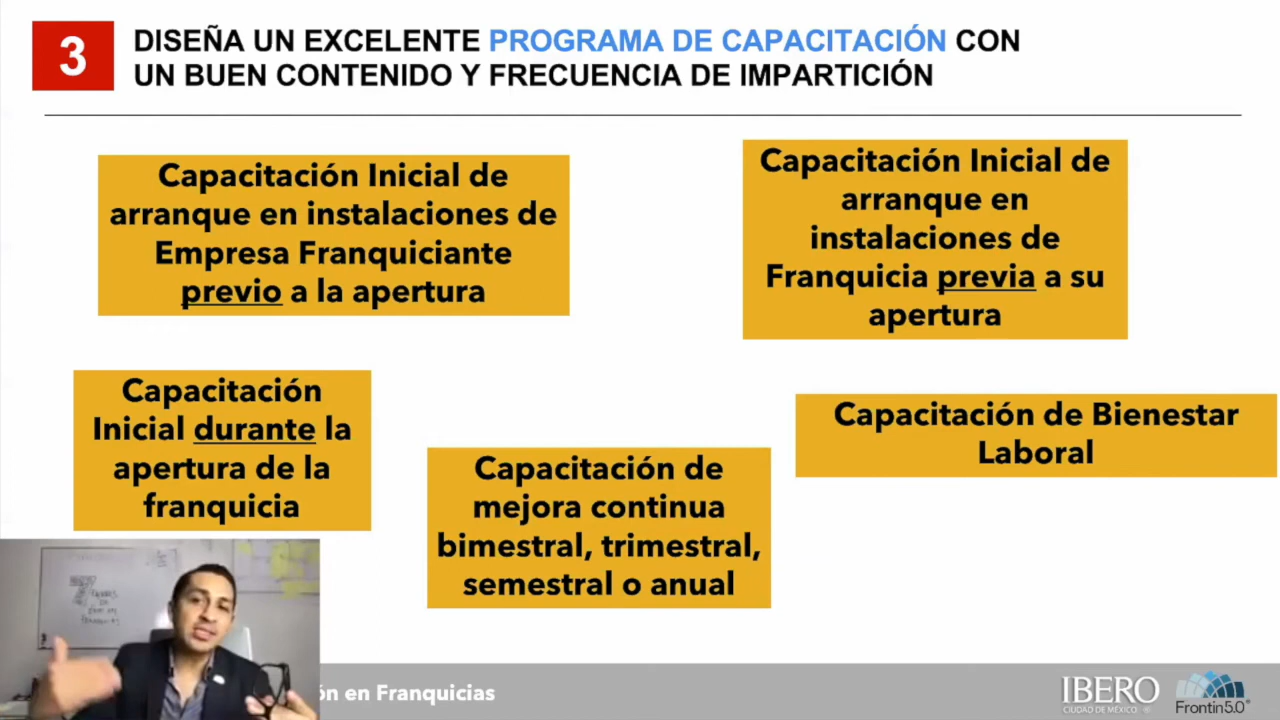 3
DISEÑA UN EXCELENTE PROGRAMA DE CAPACITACIÓN CON
UN BUEN CONTENIDO Y FRECUENCIA DE IMPARTICIÓN
Capacitación Inicial de
arranque en instalaciones de
Empresa Franquiciante
previo a la apertura
Capacitación Inicial de
arranque en
instalaciones de
Franquicia previa a su
apertura
Capacitación
Inicial durante la
apertura de la
franquicia
Capacitación de
mejora continua
bimestral, trimestral,
semestral o anual
Capacitación de Bienestar
Laboral
ón en Franquicias
IBERO
CIUDAD DE MÉXICO
Frontin5.0